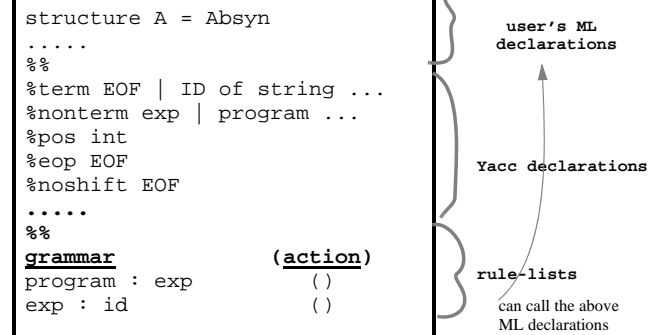 structure A = Absyn
.....
%%
%term EOF | ID of string ...
%nonterm exp | program ...
%pos int
%eop EOF
%noshift EOF
.....
%%
grammar (action)
program : exp ()
exp : id ()
user's ML
declarations
Yacc declarations
rule-lists
can call the above
ML declarations